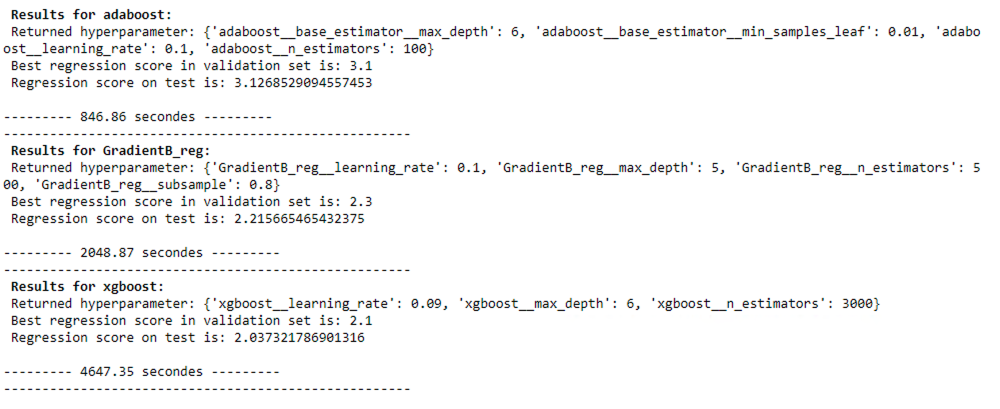 Results for adaboost:
Returned hyperparameter: {'adaboost__base_estimator__max_depth': 6, 'adaboost__base_estimator__min_samples_leaf': 0.01, 'adabo
ost__learning_rate': 0.1, 'adaboost__n_estimators': 100}
Best regression score in validation set is: 3.1
Regression score on test is: 3.1268529094557453
--------- 846.86 secondes ---------
-----------------------------------------------------
Results for GradientB_reg:
Returned hyperparameter: {'GradientB_reg__learning_rate': 0.1, 'GradientB_reg__max_depth': 5, 'GradientB_reg__n_estimators': 5
00, 'GradientB_reg__subsample': 0.8}
Best regression score in validation set is: 2.3
Regression score on test is: 2.215665465432375
--------- 2048.87 secondes ---------
-----------------------------------------------------
Results for xgboost:
Returned hyperparameter: {'xgboost__learning_rate': 0.09, 'xgboost__max_depth': 6, 'xgboost__n_estimators': 3000}
Best regression score in validation set is: 2.1
Regression score on test is: 2.037321786901316
--------- 4647.35 secondes ---------
-----------------------------------------------------